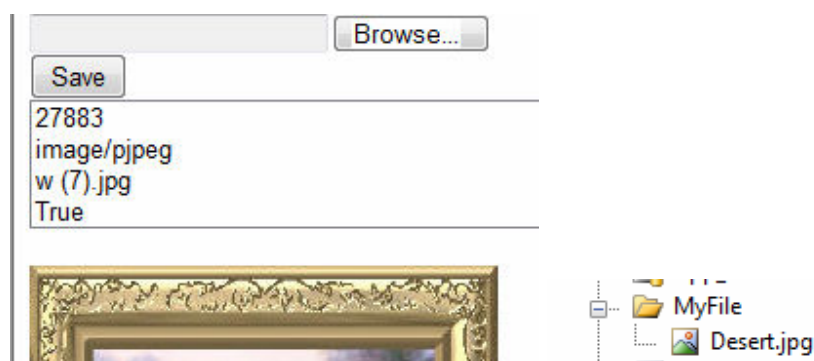 Browse...
Save
27883
image/pjpeg
w (7).jpg
True
MyFile
Desert.jpg